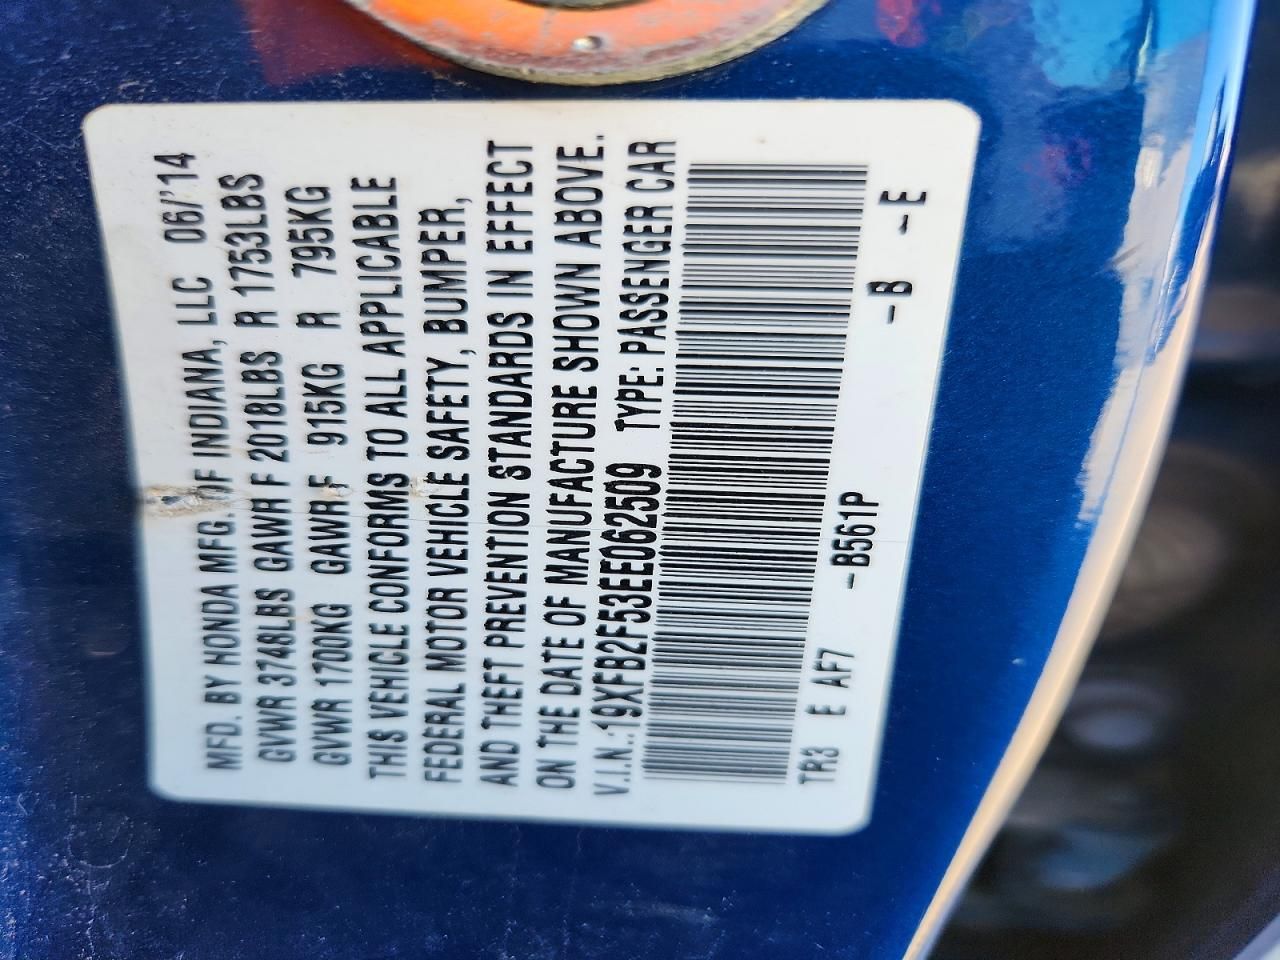 MFD. BY HONDA MFG. OF INDIANA, LLC 06/'14
GVWR 3748LBS GAWR F 2018LBS R 1753LBS
GVWR 1700KG GAWR F 915KG R 795KG
THIS VEHICLE CONFORMS TO ALL APPLICABLE
FEDERAL MOTOR VEHICLE SAFETY, BUMPER,
AND THEFT PREVENTION STANDARDS IN EFFECT
ON THE DATE OF MANUFACTURE SHOWN ABOVE.
V.I.N.:19XFB2F53EE062509 TYPE: PASSENGER CAR
TR3 E AF7 -B561P -B -E